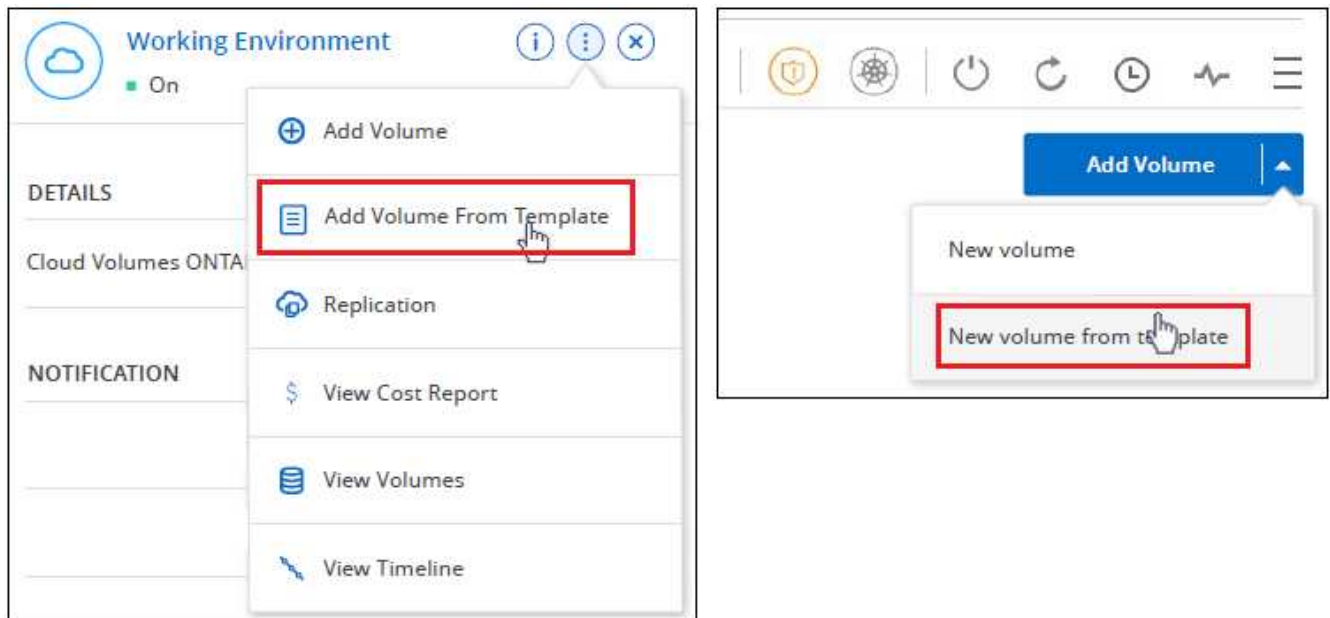 Working Environment
On
Add Volume
DETAILS
Add Volume From Template
Cloud Volumes ONTA
Replication
NOTIFICATION
$ View Cost Report
View Volumes
View Timeline
Add Volume
New volume
New volume from template